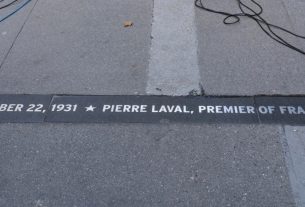 BER 22, 1931 ★ PIERRE LAVAL, PREMIER OF FRA